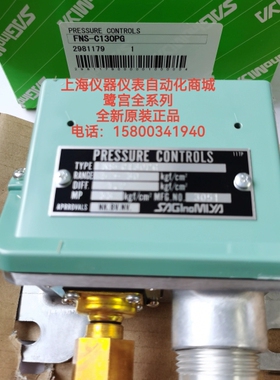 PRESSURE CONTROLS
FNS-C130PG
2981179
上海仪器仪表自动化商城
鹭宫全系列
全新原装正品
电话：15800341940
PRESSURE CONTROLS
TYPE
RANGE kgf/cm²
DIFF. kgf/cm²
MP kgf/cm² MFG.NO. 3051
APPROVALS SAGInoMIYA